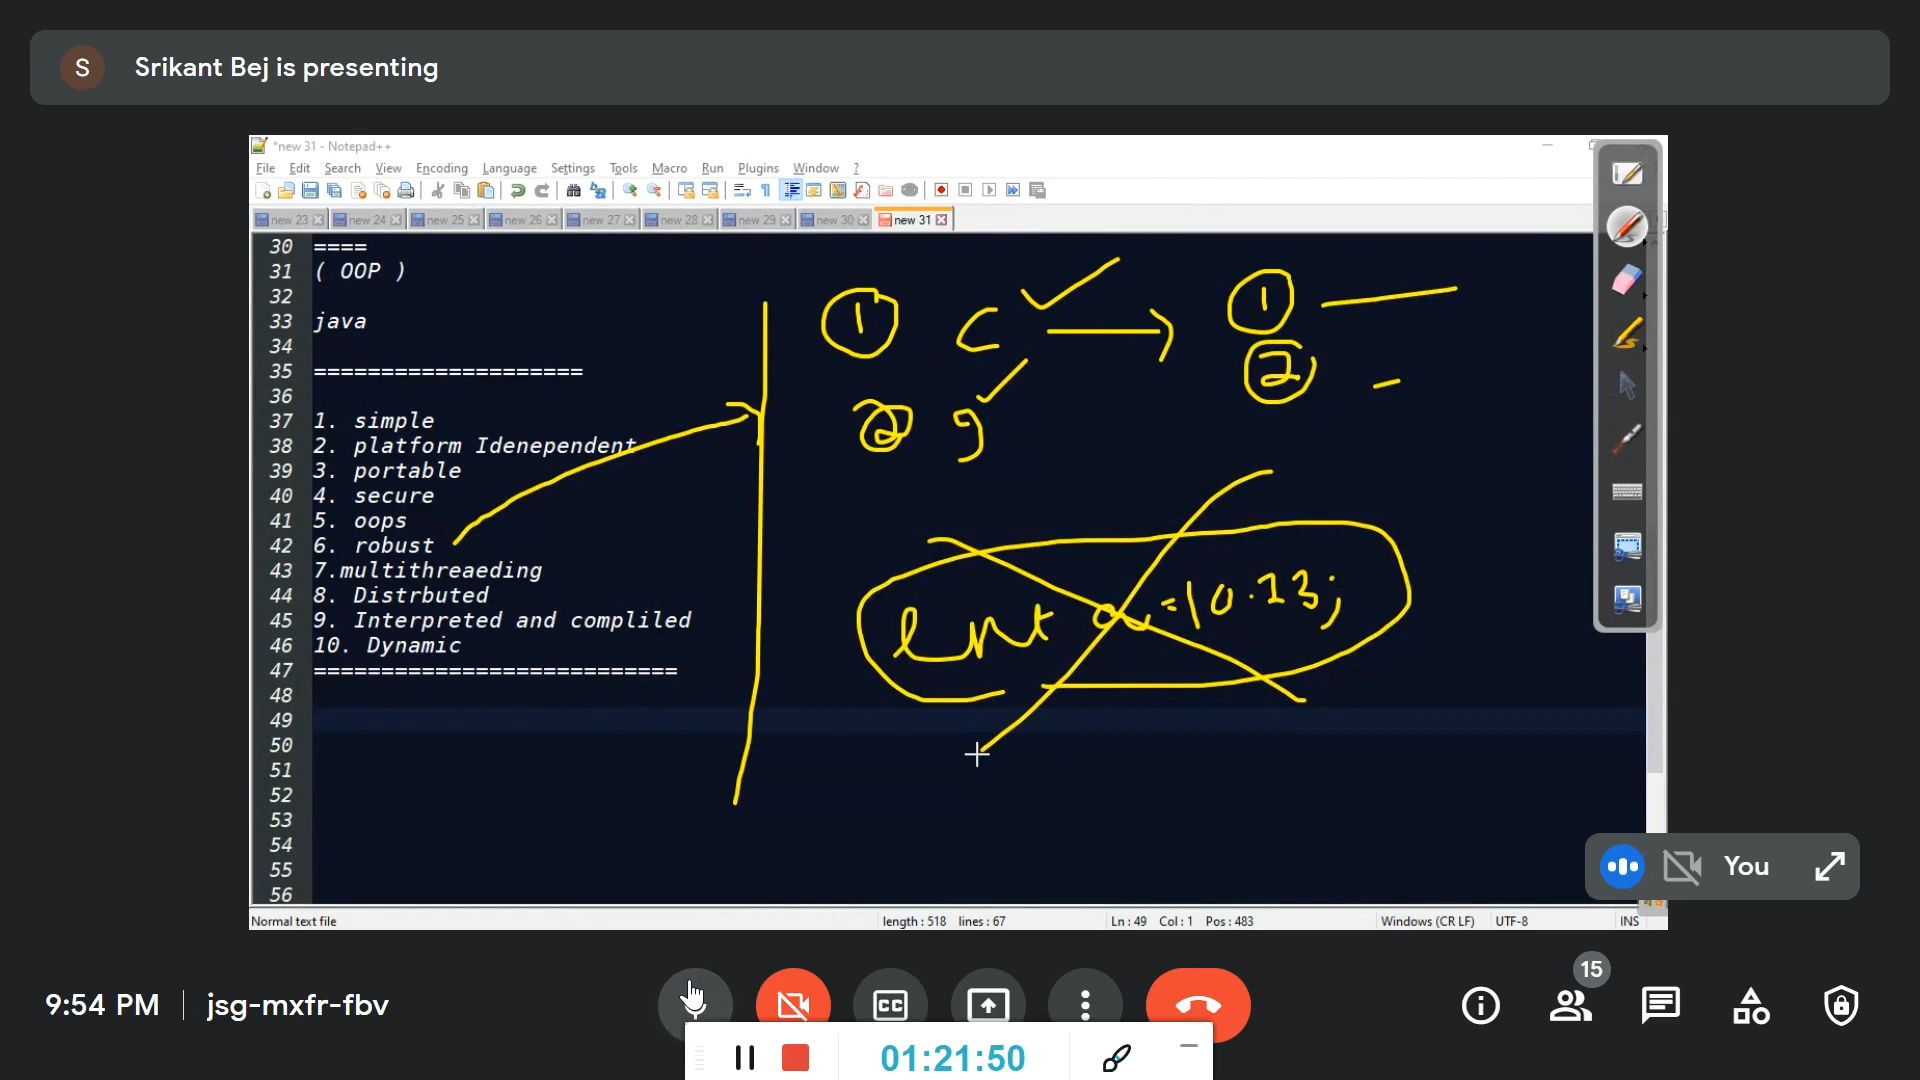 S Srikant Bej is presenting
*new 31 - Notepad++
File Edit Search View Encoding Language Settings Tools Macro Run Plugins Window ?
new 23 new 24 new 25 new 26 new 27 new 28 new 29 new 30 new 31
30 ====
31 ( OOP )
32
33 java
34
35 ====================
36
37 1. simple
38 2. platform Idenependent
39 3. portable
40 4. secure
41 5. oops
42 6. robust
43 7.multithreaeding
44 8. Distrbuted
45 9. Interpreted and compliled
46 10. Dynamic
47 ===========================
48
49
50
51
52
53
54
55
56
1 C 1
2 g 2
int a=10.23;
Normal text file length : 518 lines : 67 Ln : 49 Col : 1 Pos : 483 Windows (CR LF) UTF-8 INS
You
9:54 PM jsg-mxfr-fbv
CC
15
01:21:50